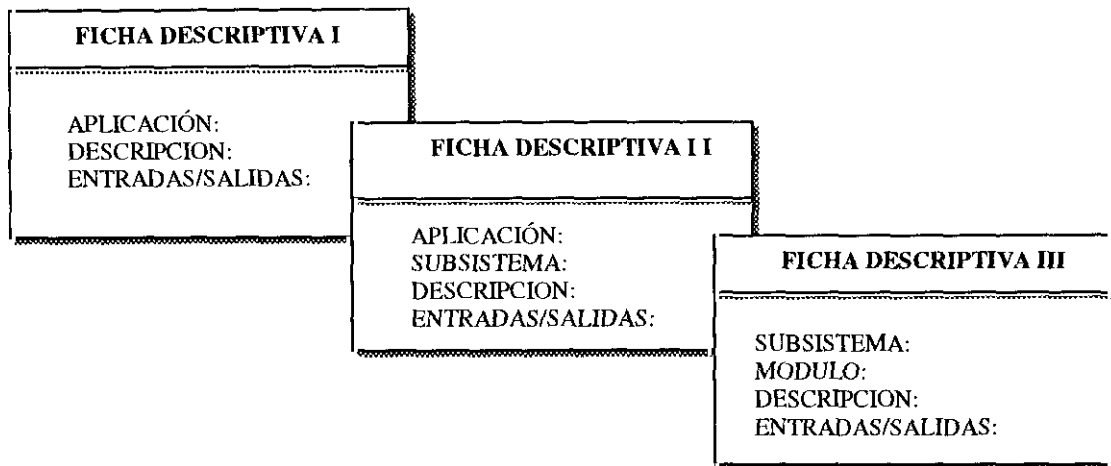 FICHA DESCRIPTIVA I
APLICACIÓN:
DESCRIPCION:
ENTRADAS/SALIDAS:
FICHA DESCRIPTIVA I I
APLICACIÓN:
SUBSISTEMA:
DESCRIPCION:
ENTRADAS/SALIDAS:
FICHA DESCRIPTIVA III
SUBSISTEMA:
MODULO:
DESCRIPCION:
ENTRADAS/SALIDAS: